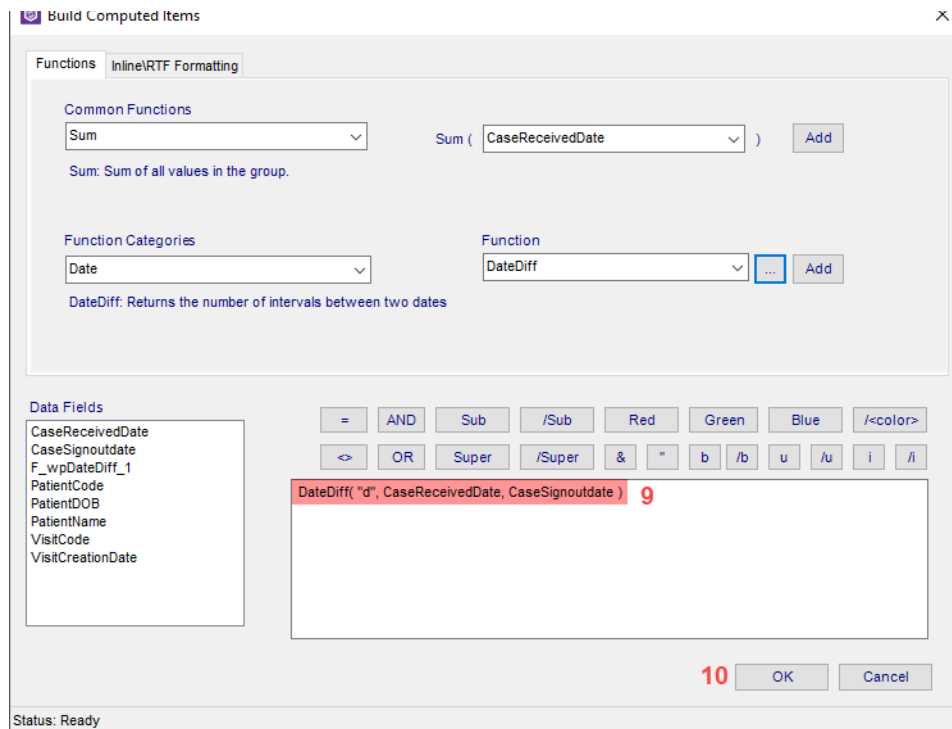 Build Computed Items
Functions
Inline\RTF Formatting
Common Functions
Sum
Sum ( CaseReceivedDate ) Add
Sum: Sum of all values in the group.
Function Categories
Function
Date
DateDiff ... Add
DateDiff: Returns the number of intervals between two dates
Data Fields
CaseReceivedDate
CaseSignoutdate
F_wpDateDiff_1
PatientCode
PatientDOB
PatientName
VisitCode
VisitCreationDate
= AND Sub /Sub Red Green Blue /<color>
<> OR Super /Super & " b /b u /u i /i
DateDiff( "d", CaseReceivedDate, CaseSignoutdate ) 9
10 OK Cancel
Status: Ready